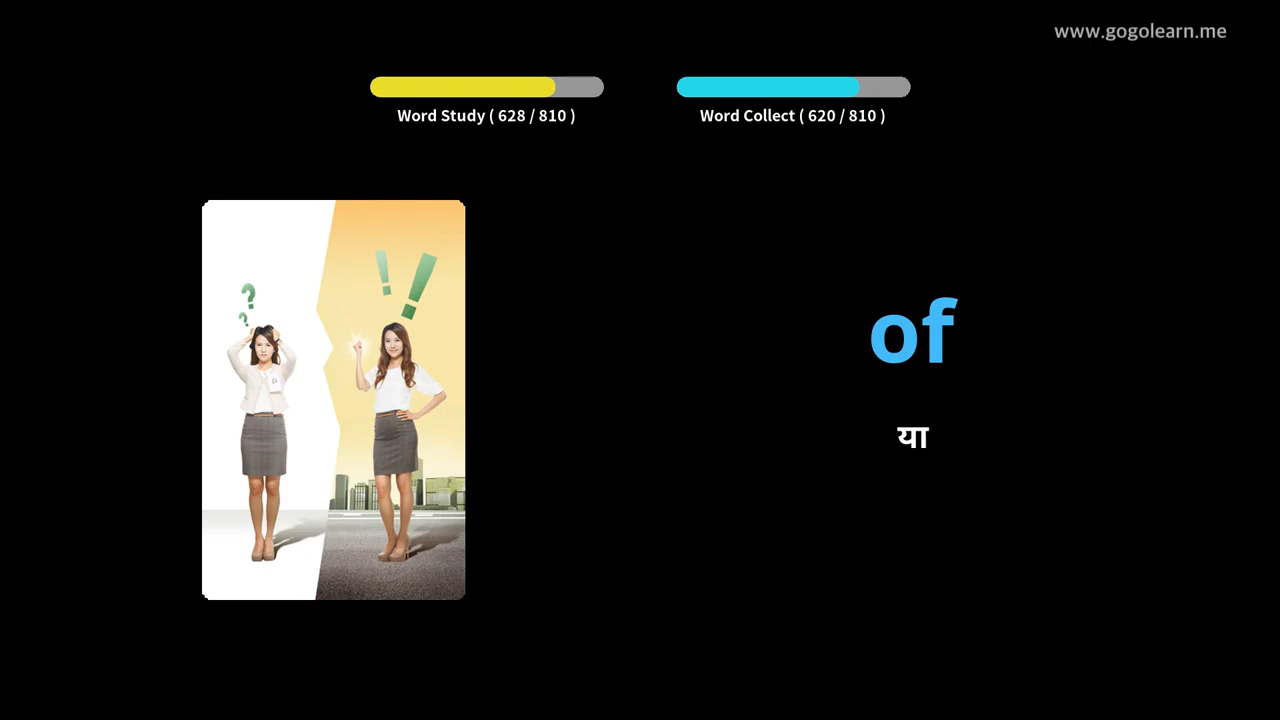 www.gogolearn.me
Word Study ( 628 / 810 )
Word Collect ( 620 / 810 )
? ? ! !
of
या